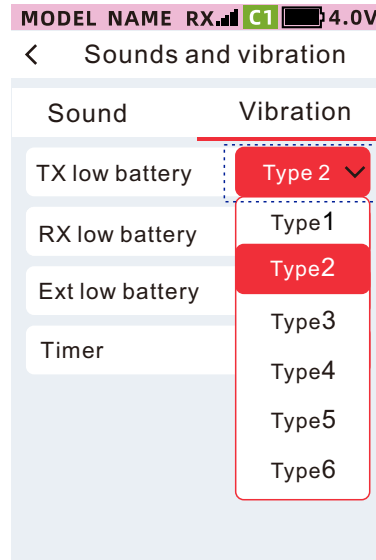 MODEL NAME RX C1 4.0V
Sounds and vibration
Sound Vibration
TX low battery Type 2
Type1
RX low battery
Type2
Ext low battery
Type3
Timer
Type4
Type5
Type6